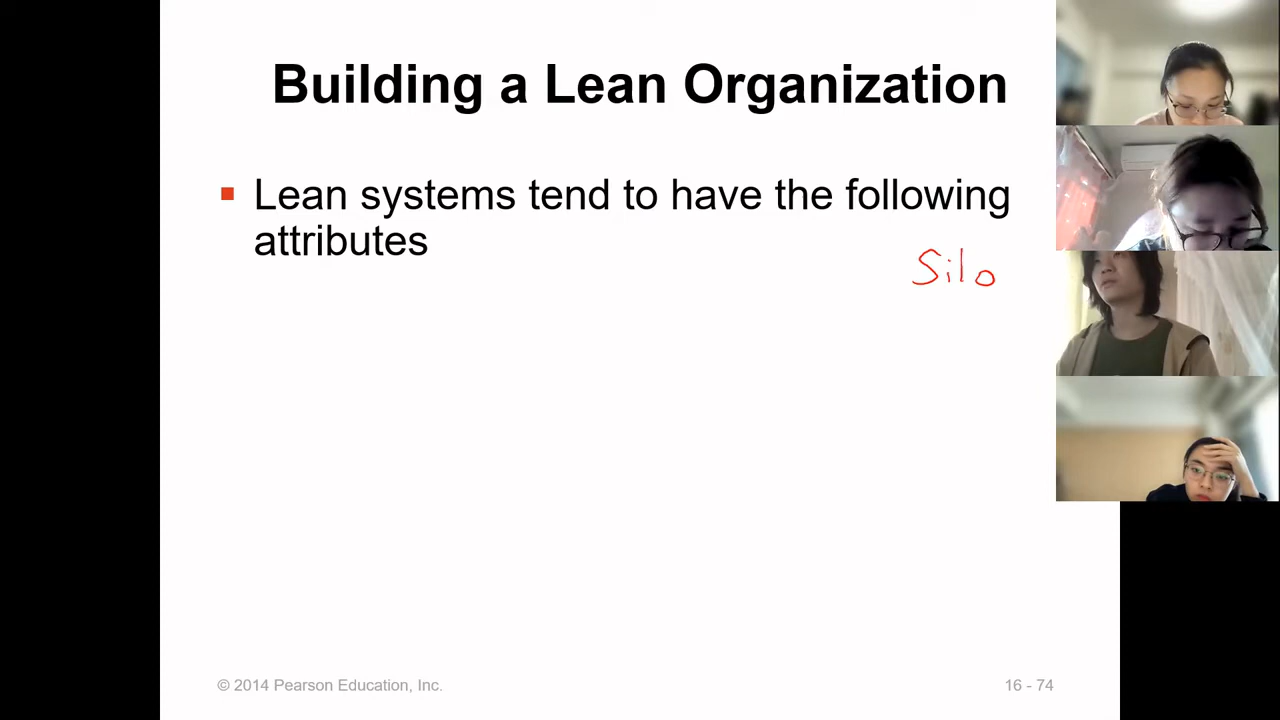 Building a Lean Organization
Lean systems tend to have the following
attributes
Silo
© 2014 Pearson Education, Inc.
16 - 74